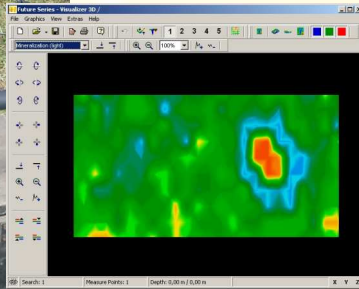 Future Series - Visualizer 3D /
File Graphics View Extras Help
1 2 3 4 5
Mineralization (light)
100%
Search: 1 Measure Points: 1 Depth: 0,00 m / 0,00 m X Y Z